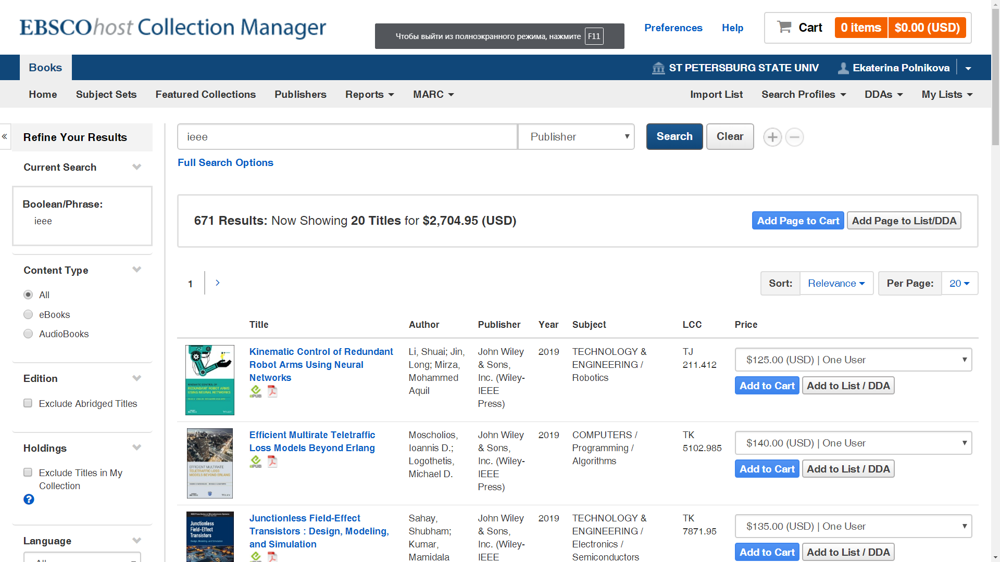 EBSCOhost Collection Manager
Чтобы выйти из полноэкранного режима, нажмите F11
Preferences
Help
Cart
0 items
$0.00 (USD)
Books
ST PETERSBURG STATE UNIV
Ekaterina Polnikova
Home
Subject Sets
Featured Collections
Publishers
Reports
MARC
Import List
Search Profiles
DDAs
My Lists
«
Refine Your Results
Current Search
Boolean/Phrase:
ieee
Content Type
All
eBooks
AudioBooks
Edition
Exclude Abridged Titles
Holdings
Exclude Titles in My
Collection
?
Language
All
ieee
Publisher
Search
Clear
Full Search Options
671 Results: Now Showing 20 Titles for $2,704.95 (USD)
Add Page to Cart
Add Page to List/DDA
1
Sort:
Relevance
Per Page:
20
Title
Author
Publisher
Year
Subject
LCC
Price
KINEMATIC CONTROL OF
REDUNDANT ROBOT ARMS
USING NEURAL NETWORKS
WILEY
Kinematic Control of Redundant
Robot Arms Using Neural
Networks
Li, Shuai; Jin,
Long; Mirza,
Mohammed
Aquil
John Wiley
& Sons,
Inc. (Wiley-
IEEE
Press)
2019
TECHNOLOGY &
ENGINEERING /
Robotics
TJ
211.412
$125.00 (USD) | One User
Add to Cart
Add to List / DDA
EFFICIENT MULTIRATE
TELETRAFFIC LOSS
MODELS BEYOND ERLANG
WILEY
Efficient Multirate Teletraffic
Loss Models Beyond Erlang
Moscholios,
Ioannis D.;
Logothetis,
Michael D.
John Wiley
& Sons,
Inc. (Wiley-
IEEE
Press)
2019
COMPUTERS /
Programming /
Algorithms
TK
5102.985
$140.00 (USD) | One User
Add to Cart
Add to List / DDA
Junctionless
Field-Effect
Transistors
Design, Modeling, and Simulation
Junctionless Field-Effect
Transistors : Design, Modeling,
and Simulation
Sahay,
Shubham;
Kumar,
Mamidala
John Wiley
& Sons,
Inc. (Wiley-
IEEE
2019
TECHNOLOGY &
ENGINEERING /
Electronics /
Semiconductors
TK
7871.95
$135.00 (USD) | One User
Add to Cart
Add to List / DDA